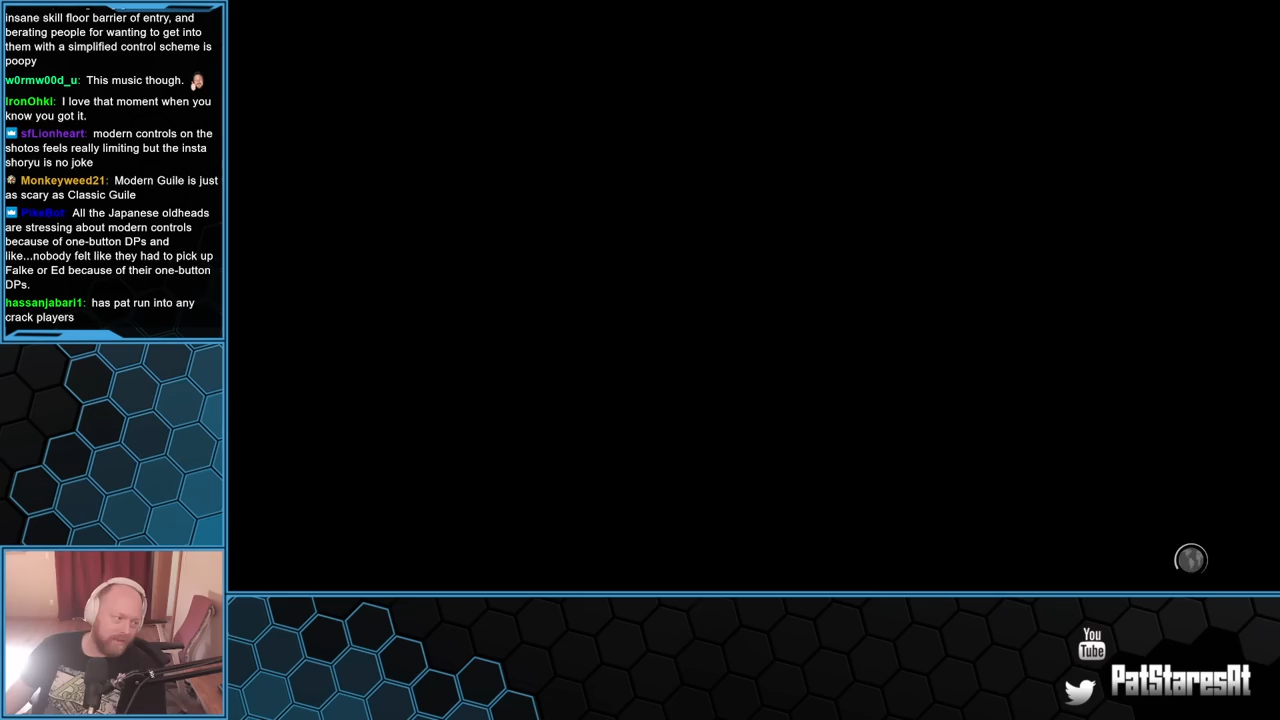 insane skill floor barrier of entry, and
berating people for wanting to get into
them with a simplified control scheme is
poopy
w0rmw00d_u: This music though.
IronOhki: I love that moment when you
know you got it.
sfLionheart: modern controls on the
shotos feels really limiting but the insta
shoryu is no joke
Monkeyweed21: Modern Guile is just
as scary as Classic Guile
PikeBot: All the Japanese oldheads
are stressing about modern controls
because of one-button DPs and
like...nobody felt like they had to pick up
Falke or Ed because of their one-button
DPs.
hassanjabari1: has pat run into any
crack players
You
Tube
PatStaresAt